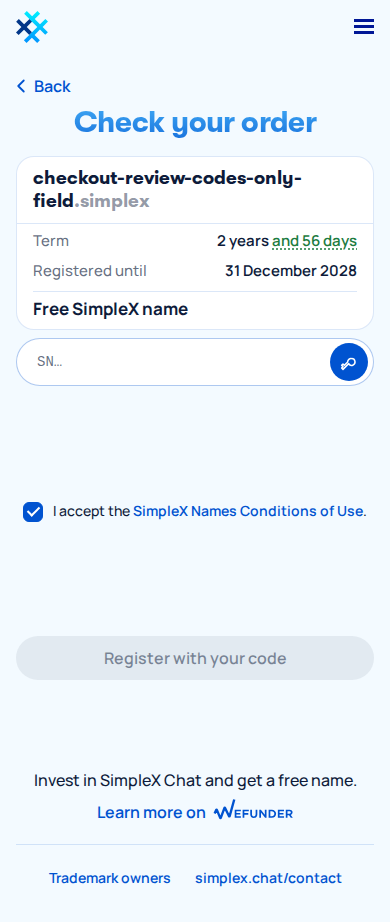 Back
Check your order
checkout-review-codes-only-
field.simplex
Term 2 years and 56 days
Registered until 31 December 2028
Free SimpleX name
SN…
I accept the SimpleX Names Conditions of Use.
Register with your code
Invest in SimpleX Chat and get a free name.
Learn more on WEFUNDER
Trademark owners simplex.chat/contact